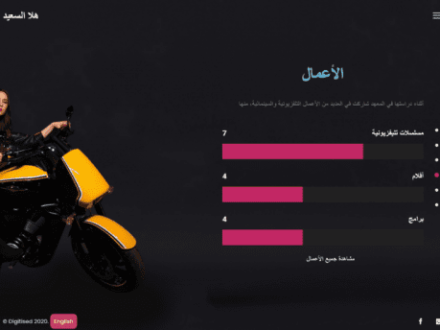 هلا السعيد
الأعمال
أثناء دراستها في المعهد شاركت في العديد من الأعمال التلفزيونية والسينمائية، منها
مسلسلات تليفزيونية 7
أفلام 4
برامج 4
مشاهدة جميع الأعمال
© DigiSeed 2020. English